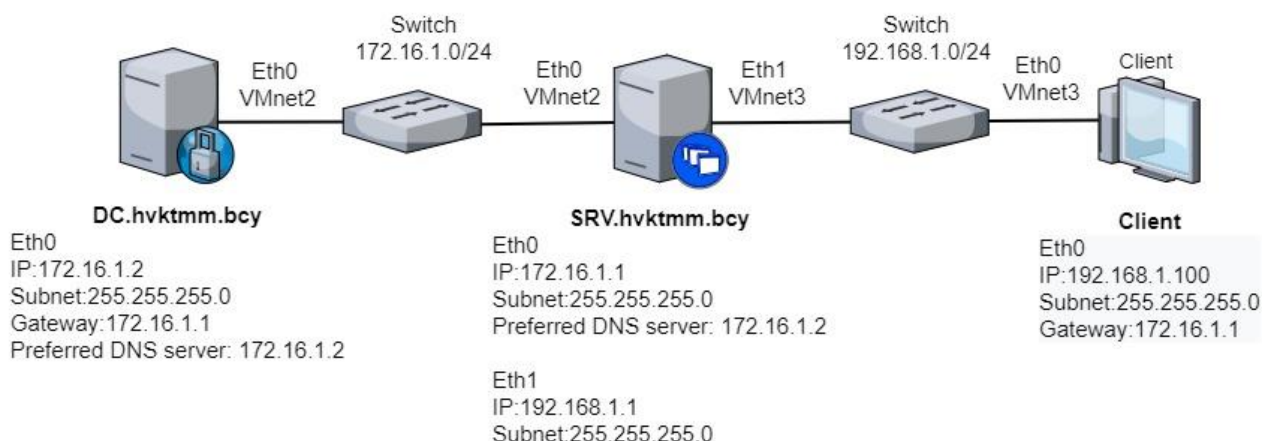 Switch
172.16.1.0/24
Switch
192.168.1.0/24
Eth0
VMnet2
Eth0
VMnet2
Eth1
VMnet3
Eth0
VMnet3
Client
DC.hvktmm.bcy
Eth0
IP:172.16.1.2
Subnet:255.255.255.0
Gateway:172.16.1.1
Preferred DNS server: 172.16.1.2
SRV.hvktmm.bcy
Eth0
IP:172.16.1.1
Subnet:255.255.255.0
Preferred DNS server: 172.16.1.2
Eth1
IP:192.168.1.1
Subnet:255.255.255.0
Client
Eth0
IP:192.168.1.100
Subnet:255.255.255.0
Gateway:172.16.1.1